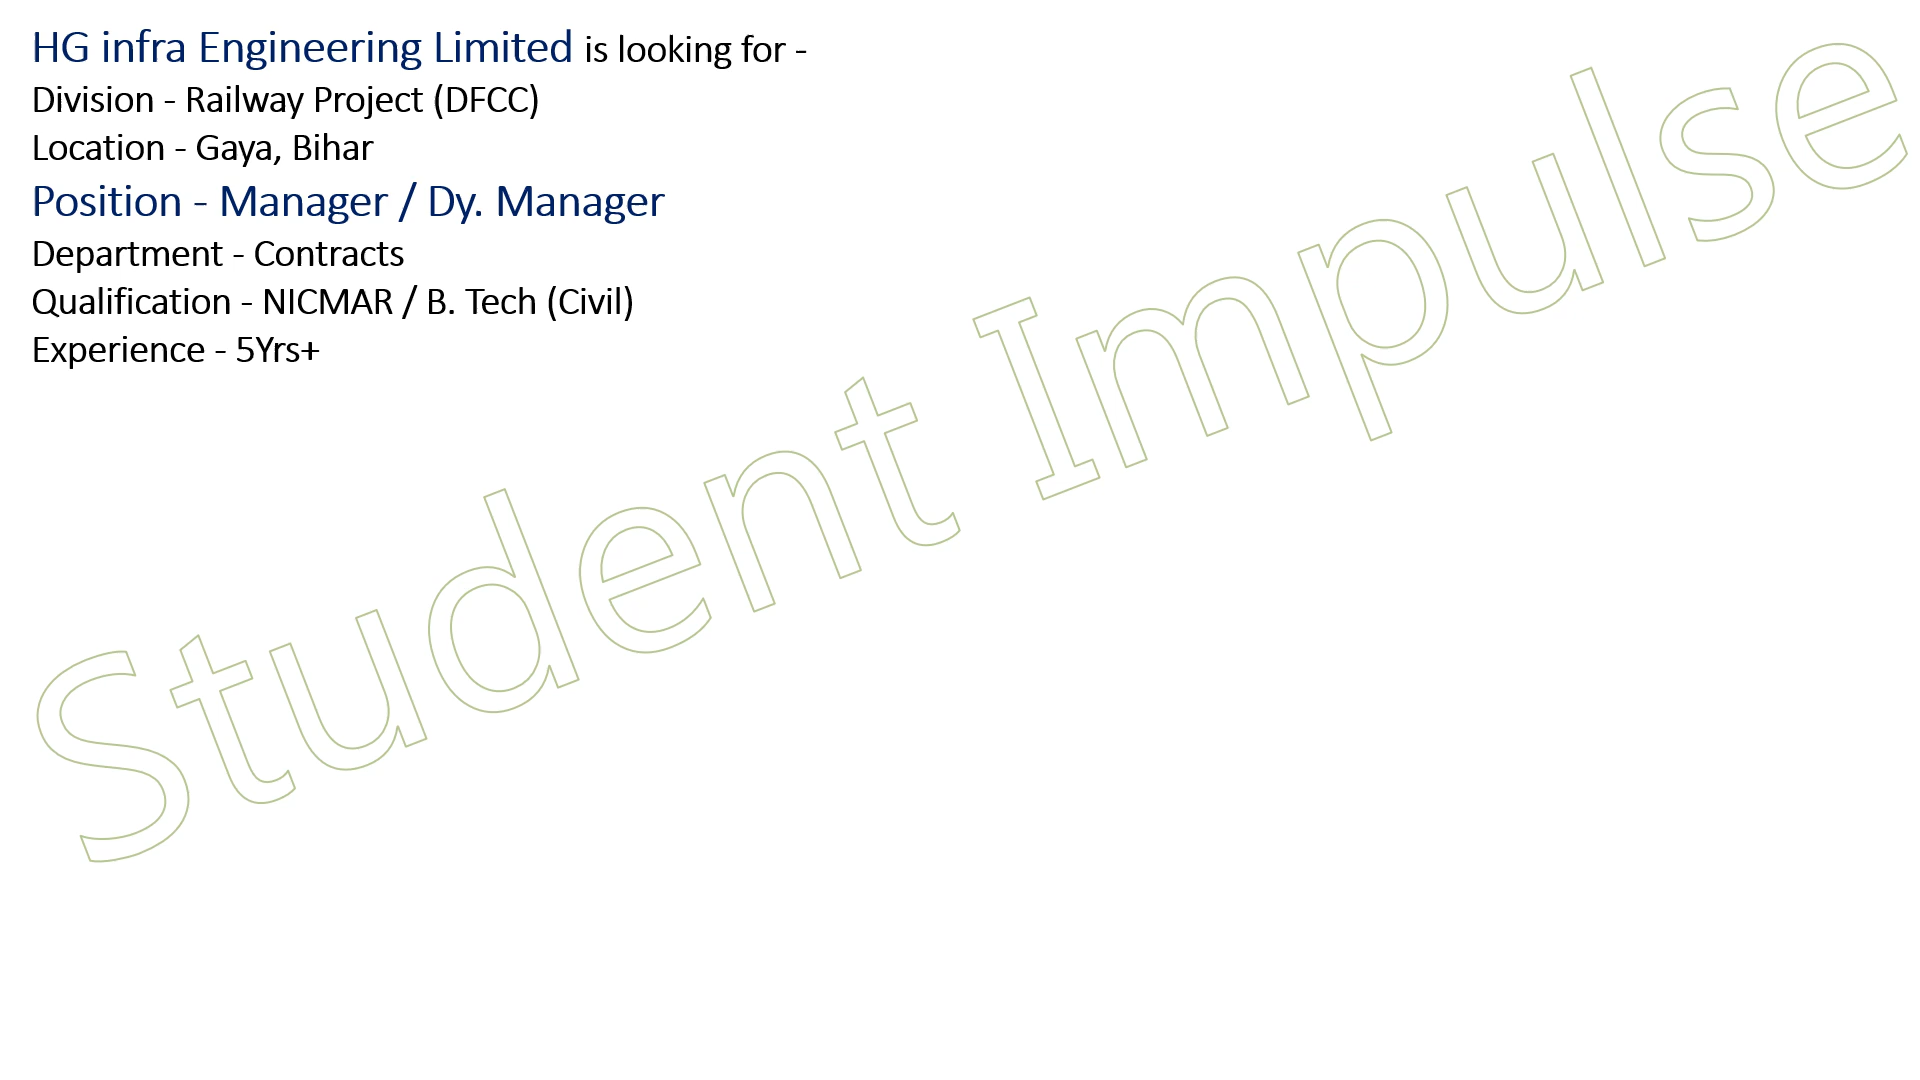 HG infra Engineering Limited is looking for -
Division - Railway Project (DFCC)
Location - Gaya, Bihar
Position - Manager / Dy. Manager
Department - Contracts
Qualification - NICMAR / B. Tech (Civil)
Experience - 5Yrs+
Student Impulse